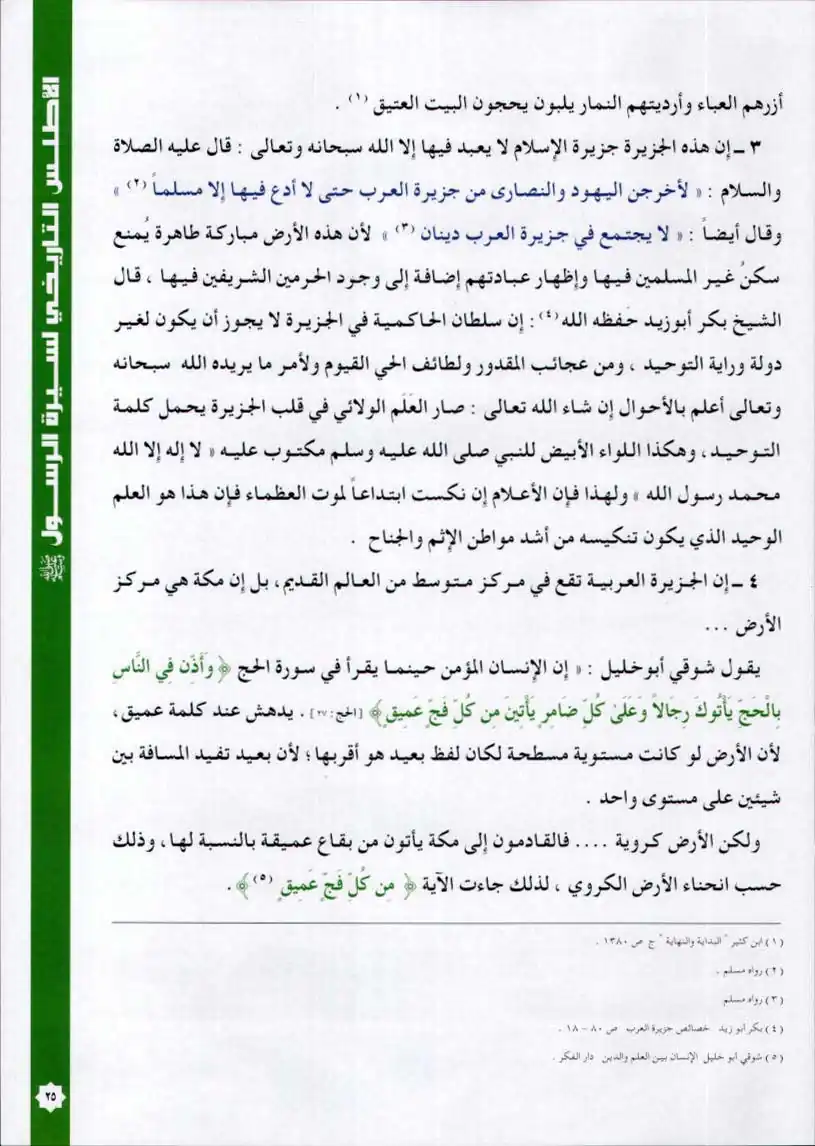 أزرهم العباء وأرديتهم النمار يلبون يحجون البيت العتيق (١) .
٣ ـ إن هذه الجزيرة جزيرة الإسلام لا يعبد فيها إلا الله سبحانه وتعالى : قال عليه الصلاة
والسلام : « لأخرجن اليهود والنصارى من جزيرة العرب حتى لا أدع فيها إلا مسلماً (٢) »
وقال أيضاً : « لا يجتمع في جزيرة العرب دينان (٣) » لأن هذه الأرض مباركة طاهرة يُمنع
سكنُ غير المسلمين فيها وإظهار عبادتهم إضافة إلى وجرد الحرمين الشريفين فيها ، قال
الشيخ بكر أبوزيد حَفظه الله (٤) : إن سلطان الحاكمية في الجزيرة لا يجوز أن يكون لغير
دولة وراية التوحيد ، ومن عجائب المقدور ولطائف الحي القيوم ولأمر ما يريده الله سبحانه
وتعالى أعلم بالأحوال إن شاء الله تعالى : صار العَلَم الولائي في قلب الجزيرة يحمل كلمة
التوحيد ، وهكذا اللواء الأبيض للنبي صلى الله عليه وسلم مكتوب عليه « لا إله إلا الله
محمد رسول الله » ولهذا فإن الأعلام إن نكست ابتداعاً لموت العظماء فإن هذا هو العلم
الوحيد الذي يكون تنكيسه من أشد مواطن الإثم والجناح .
٤ ـ إن الجزيرة العربية تقع في مركز متوسط من العالم القديم ، بل إن مكة هي مركز
الأرض ...
يقول شوقي أبوخليل : « إن الإنسان المؤمن حينما يقرأ في سورة الحج ﴿ وَأَذِّن فِي النَّاسِ
بِالْحَجِّ يَأْتُوكَ رِجَالاً وَعَلَىٰ كُلِّ ضَامِرٍ يَأْتِينَ مِن كُلِّ فَجٍّ عَمِيقٍ ﴾ [الحج: ٢٧] . يدهش عند كلمة عميق ،
لأن الأرض لو كانت مستوية مسطحة لكان لفظ بعيد هو أقربها ؛ لأن بعيد تفيد المسافة بين
شيئين على مستوى واحد .
ولكن الأرض كروية .... فالقادمون إلى مكة يأتون من بقاع عميقة بالنسبة لها ، وذلك
حسب انحناء الأرض الكروي ، لذلك جاءت الآية ﴿ مِن كُلِّ فَجٍّ عَمِيقٍ (٥) ﴾ .
(١) ابن كثير " البداية والنهاية " ج ص ١٣٨٠ .
(٢) رواه مسلم .
(٣) رواه مسلم
(٤) بكر أبو زيد خصائص جزيرة العرب ص ٨٠ - ١٨ .
(٥) شوقي أبو خليل الإنسان بين العلم والدين دار الفكر .
الأطلس التاريخي لسيرة الرسول ﷺ
٢٥